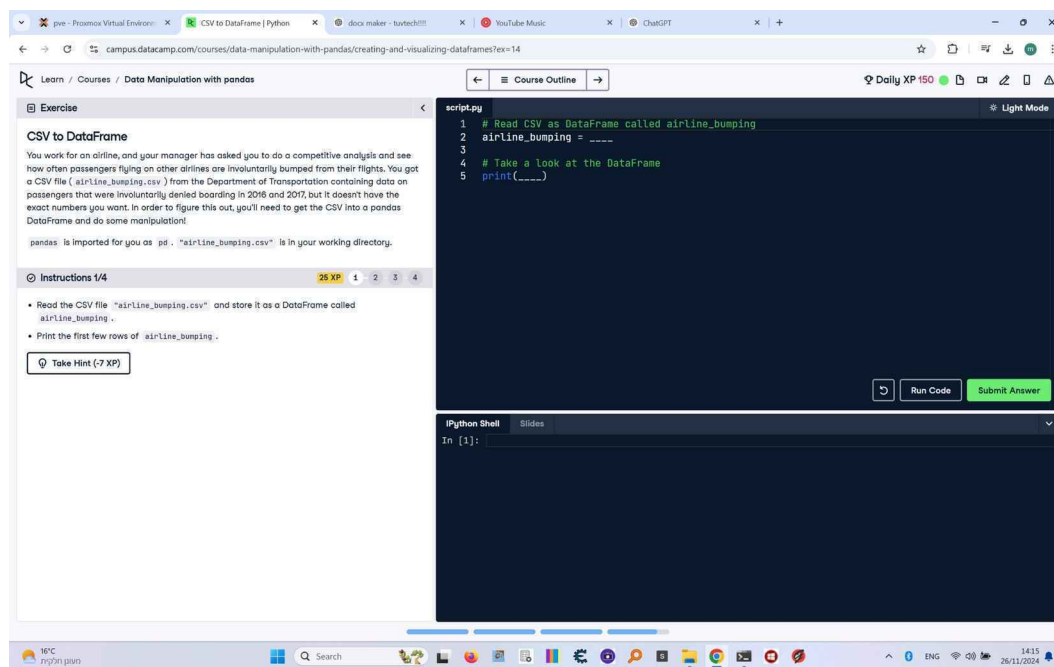 pve - Proxmox Virtual Environ
CSV to DataFrame | Python
docx maker - tuvtech!!!!
YouTube Music
ChatGPT
campus.datacamp.com/courses/data-manipulation-with-pandas/creating-and-visualizing-dataframes?ex=14
Learn / Courses / Data Manipulation with pandas
Course Outline
Daily XP 150
Exercise
CSV to DataFrame
You work for an airline, and your manager has asked you to do a competitive analysis and see
how often passengers flying on other airlines are involuntarily bumped from their flights. You got
a CSV file ( airline_bumping.csv ) from the Department of Transportation containing data on
passengers that were involuntarily denied boarding in 2016 and 2017, but it doesn't have the
exact numbers you want. In order to figure this out, you'll need to get the CSV into a pandas
DataFrame and do some manipulation!
pandas is imported for you as pd . "airline_bumping.csv" is in your working directory.
Instructions 1/4
25 XP 1 2 3 4
• Read the CSV file "airline_bumping.csv" and store it as a DataFrame called
airline_bumping .
• Print the first few rows of airline_bumping .
Take Hint (-7 XP)
script.py
Light Mode
1 # Read CSV as DataFrame called airline_bumping
2 airline_bumping = ____
3
4 # Take a look at the DataFrame
5 print(____)
Run Code
Submit Answer
IPython Shell
Slides
In [1]:
16°C
מעונן חלקית
Search
ENG
14:15
26/11/2024